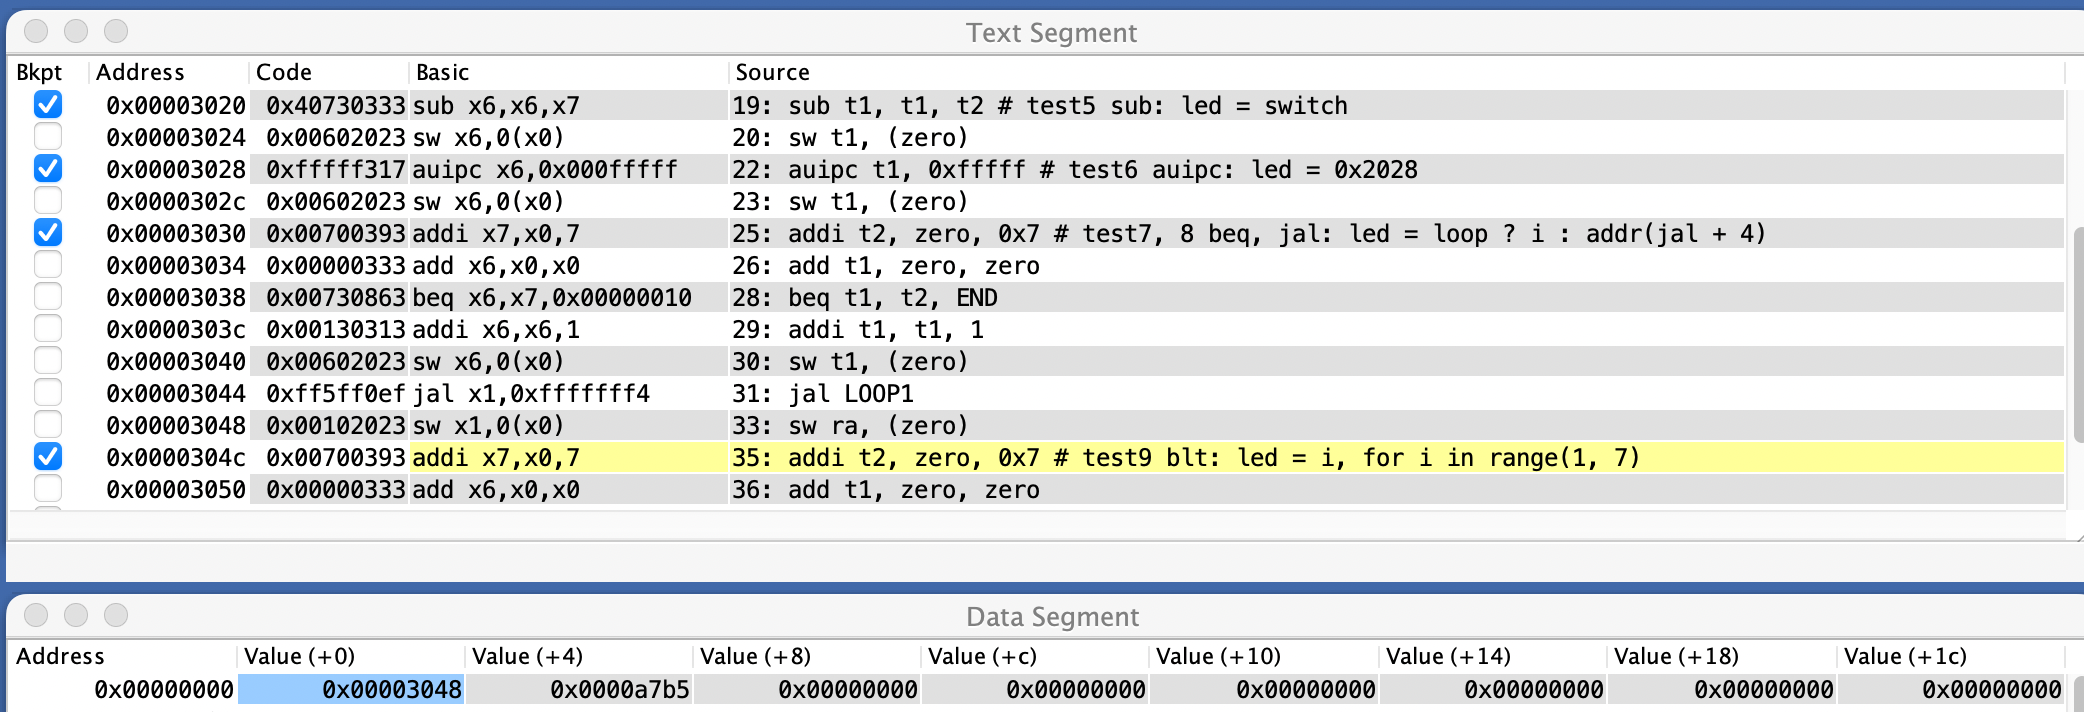 Text Segment
Bkpt Address Code Basic Source
0x00003020 0x40730333 sub x6,x6,x7 19: sub t1, t1, t2 # test5 sub: led = switch
0x00003024 0x00602023 sw x6,0(x0) 20: sw t1, (zero)
0x00003028 0xfffff317 auipc x6,0x000fffff 22: auipc t1, 0xfffff # test6 auipc: led = 0x2028
0x0000302c 0x00602023 sw x6,0(x0) 23: sw t1, (zero)
0x00003030 0x00700393 addi x7,x0,7 25: addi t2, zero, 0x7 # test7, 8 beq, jal: led = loop ? i : addr(jal + 4)
0x00003034 0x00000333 add x6,x0,x0 26: add t1, zero, zero
0x00003038 0x00730863 beq x6,x7,0x00000010 28: beq t1, t2, END
0x0000303c 0x00130313 addi x6,x6,1 29: addi t1, t1, 1
0x00003040 0x00602023 sw x6,0(x0) 30: sw t1, (zero)
0x00003044 0xff5ff0ef jal x1,0xfffffff4 31: jal LOOP1
0x00003048 0x00102023 sw x1,0(x0) 33: sw ra, (zero)
0x0000304c 0x00700393 addi x7,x0,7 35: addi t2, zero, 0x7 # test9 blt: led = i, for i in range(1, 7)
0x00003050 0x00000333 add x6,x0,x0 36: add t1, zero, zero
Data Segment
Address Value (+0) Value (+4) Value (+8) Value (+c) Value (+10) Value (+14) Value (+18) Value (+1c)
0x00000000 0x00003048 0x0000a7b5 0x00000000 0x00000000 0x00000000 0x00000000 0x00000000 0x00000000